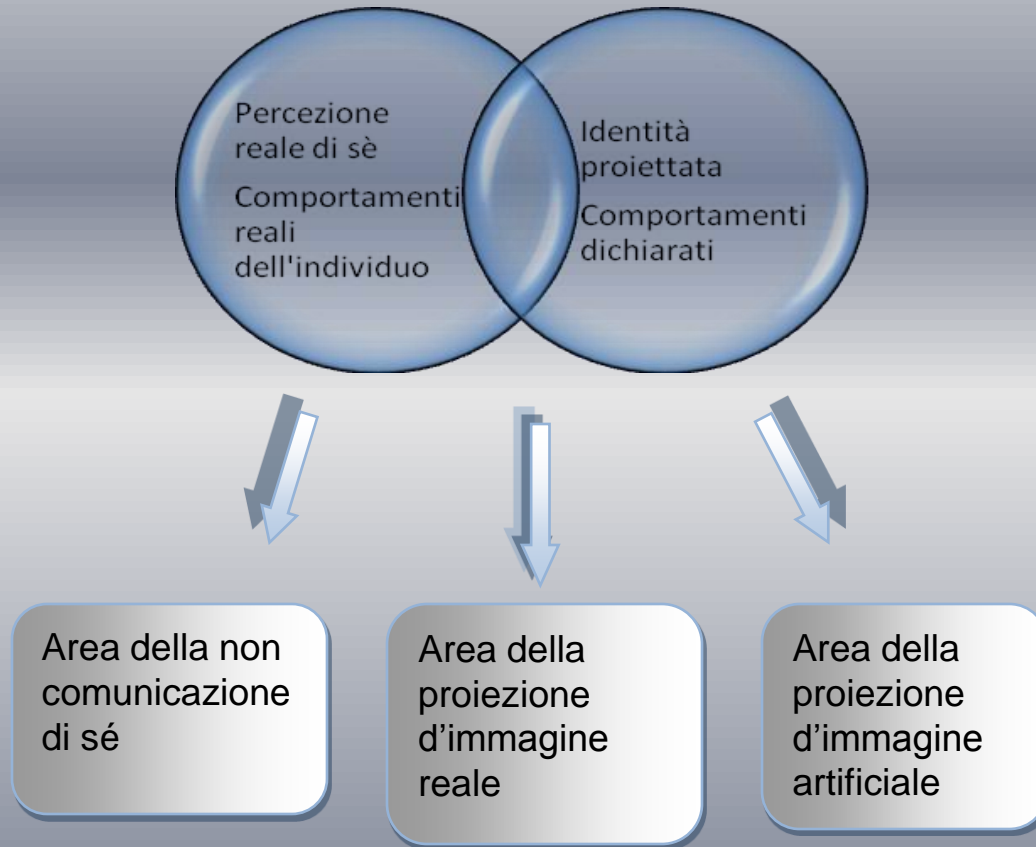 Percezione
reale di sè
Comportamenti
reali
dell'individuo
Identità
proiettata
Comportamenti
dichiarati
Area della non
comunicazione
di sé
Area della
proiezione
d’immagine
reale
Area della
proiezione
d’immagine
artificiale